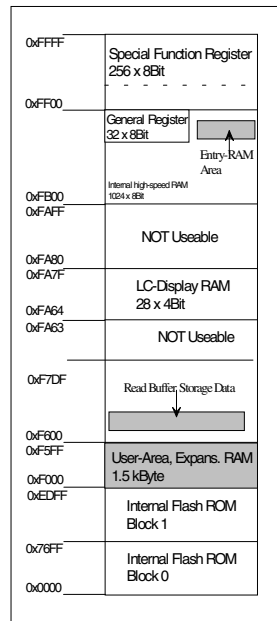 0xFFFF
Special Function Register
256 x 8Bit
0xFF00
General Register
32 x 8Bit
Entry-RAM
Area
Internal high-speed RAM
1024 x 8Bit
0xFB00
0xFAFF
NOT Useable
0xFA80
0xFA7F
LC-Display RAM
28 x 4Bit
0xFA64
0xFA63
NOT Useable
0xF7DF
Read Buffer, Storage Data
0xF600
0xF5FF
User-Area, Expans. RAM
1.5 kByte
0xF000
0xEDFF
Internal Flash ROM
Block 1
0x76FF
Internal Flash ROM
Block 0
0x0000